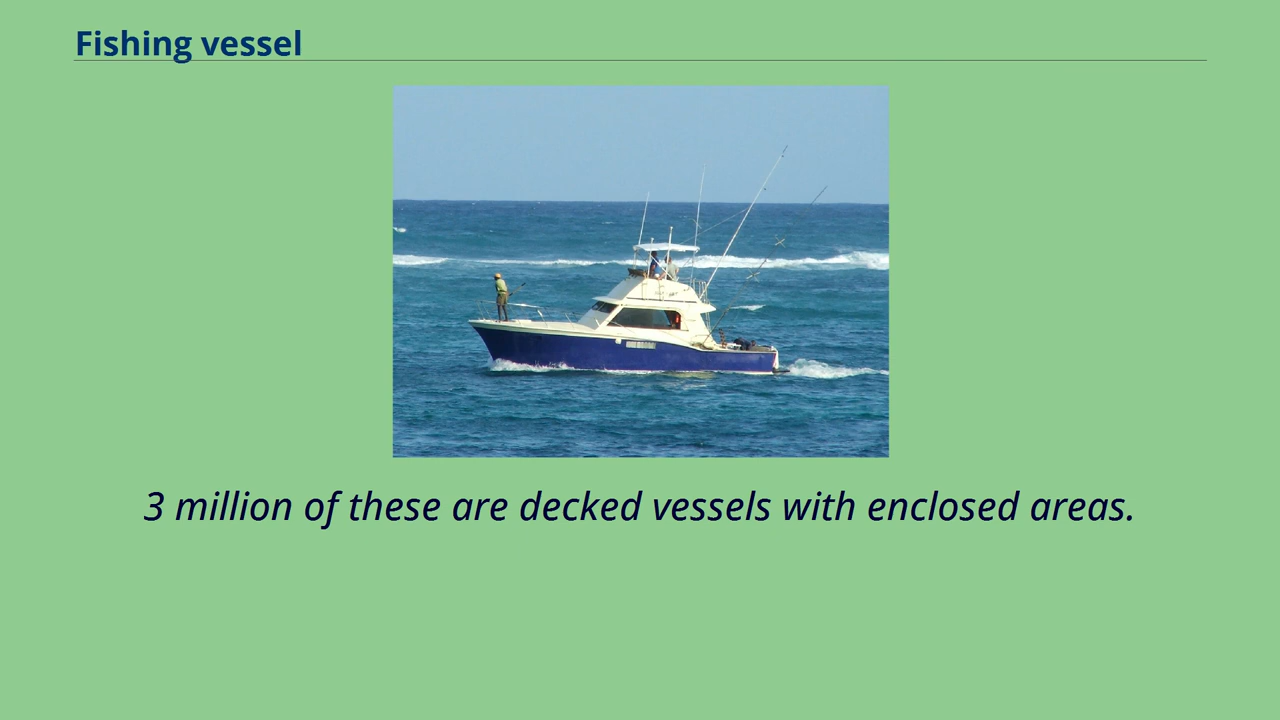 Fishing vessel
3 million of these are decked vessels with enclosed areas.